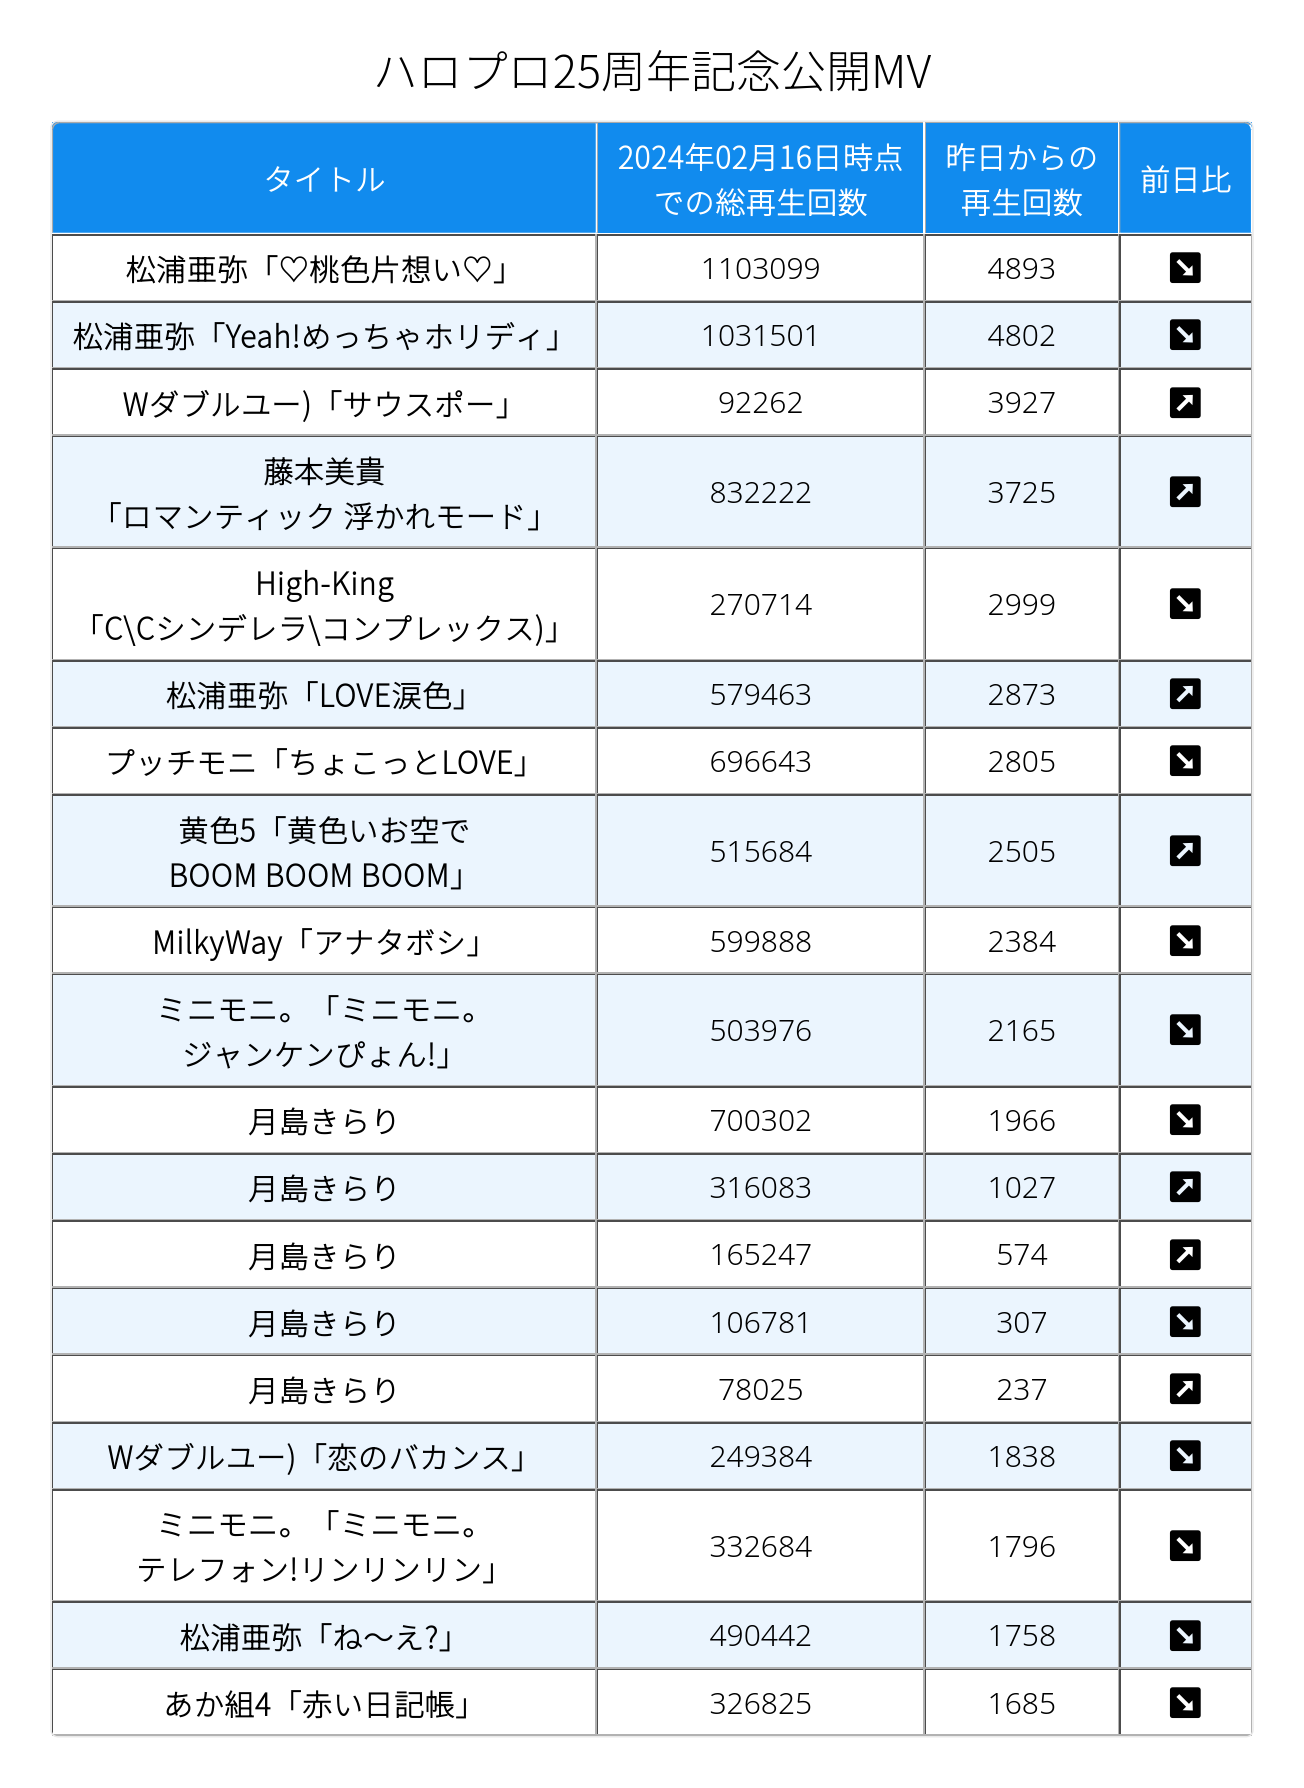 ハロプロ25周年記念公開MV
タイトル
2024年02月16日時点
での総再生回数
昨日からの
再生回数
前日比
松浦亜弥「♡桃色片想い♡」 1103099 4893 ↘
松浦亜弥「Yeah!めっちゃホリディ」 1031501 4802 ↘
Wダブルユー)「サウスポー」 92262 3927 ↗
藤本美貴
「ロマンティック 浮かれモード」 832222 3725 ↗
High-King
「C\Cシンデレラ\コンプレックス)」 270714 2999 ↘
松浦亜弥「LOVE涙色」 579463 2873 ↗
プッチモニ「ちょこっとLOVE」 696643 2805 ↘
黄色5「黄色いお空で
BOOM BOOM BOOM」 515684 2505 ↗
MilkyWay「アナタボシ」 599888 2384 ↘
ミニモニ。「ミニモニ。
ジャンケンぴょん!」 503976 2165 ↘
月島きらり 700302 1966 ↘
月島きらり 316083 1027 ↗
月島きらり 165247 574 ↗
月島きらり 106781 307 ↘
月島きらり 78025 237 ↗
Wダブルユー)「恋のバカンス」 249384 1838 ↘
ミニモニ。「ミニモニ。
テレフォン!リンリンリン」 332684 1796 ↘
松浦亜弥「ね〜え?」 490442 1758 ↘
あか組4「赤い日記帳」 326825 1685 ↘